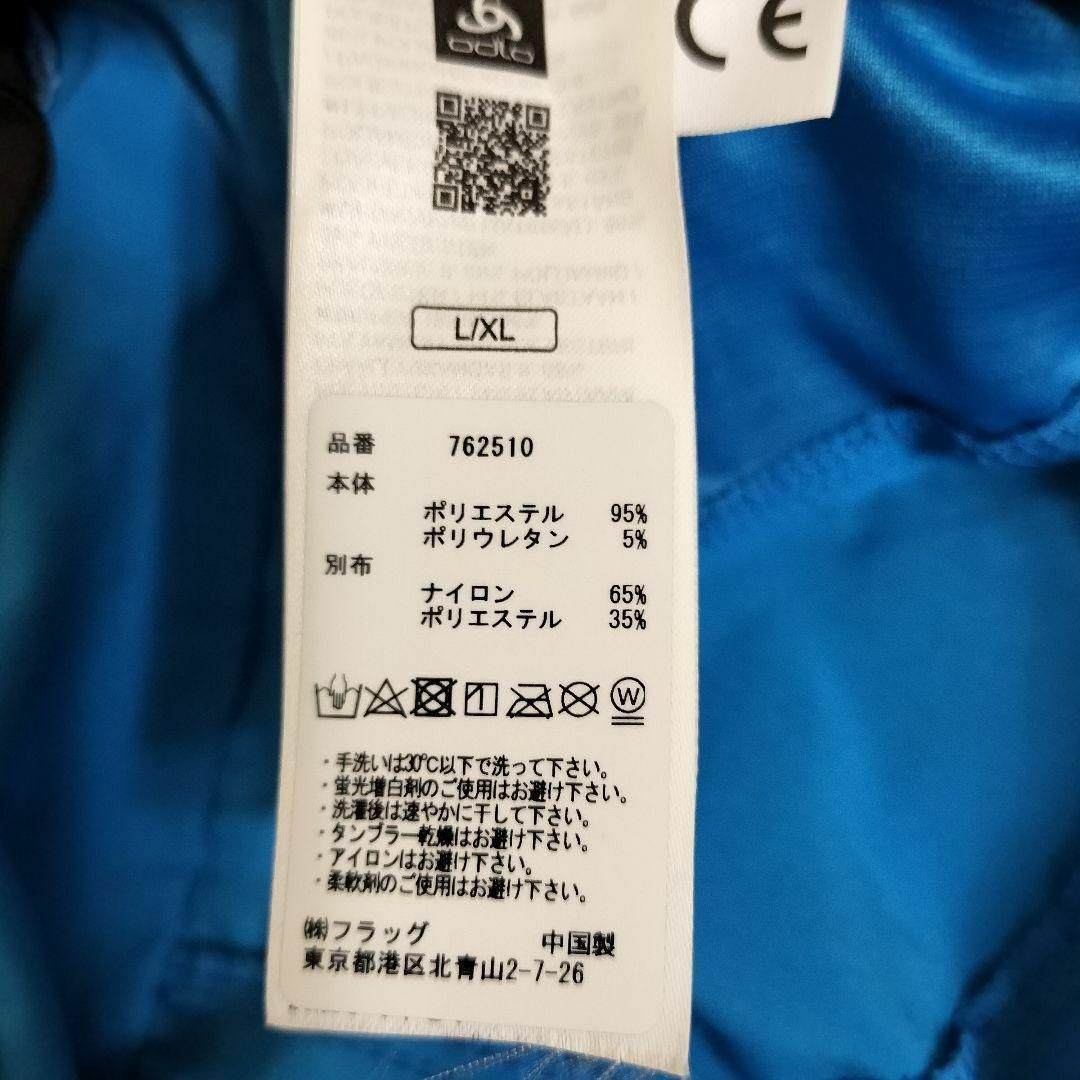 odlo
CE
L/XL
品番 762510
本体
ポリエステル 95%
ポリウレタン 5%
別布
ナイロン 65%
ポリエステル 35%
W
・手洗いは30℃以下で洗って下さい。
・蛍光増白剤のご使用はお避け下さい。
・洗濯後は速やかに干して下さい。
・タンブラー乾燥はお避け下さい。
・アイロンはお避け下さい。
・柔軟剤のご使用はお避け下さい。
㈱フラッグ 中国製
東京都港区北青山2-7-26